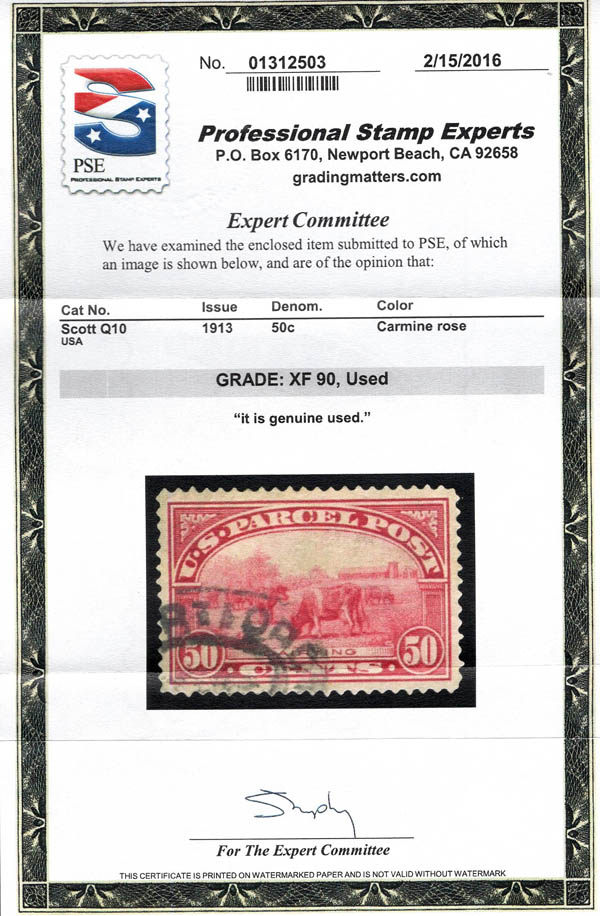 No. 01312503 2/15/2016
PSE
PROFESSIONAL STAMP EXPERTS
Professional Stamp Experts
P.O. Box 6170, Newport Beach, CA 92658
gradingmatters.com
Expert Committee
We have examined the enclosed item submitted to PSE, of which
an image is shown below, and are of the opinion that:
Cat No. Issue Denom. Color
Scott Q10 1913 50c Carmine rose
USA
GRADE: XF 90, Used
“it is genuine used.”
U.S. PARCEL POST
50 CENTS 50
For The Expert Committee
THIS CERTIFICATE IS PRINTED ON WATERMARKED PAPER AND IS NOT VALID WITHOUT WATERMARK